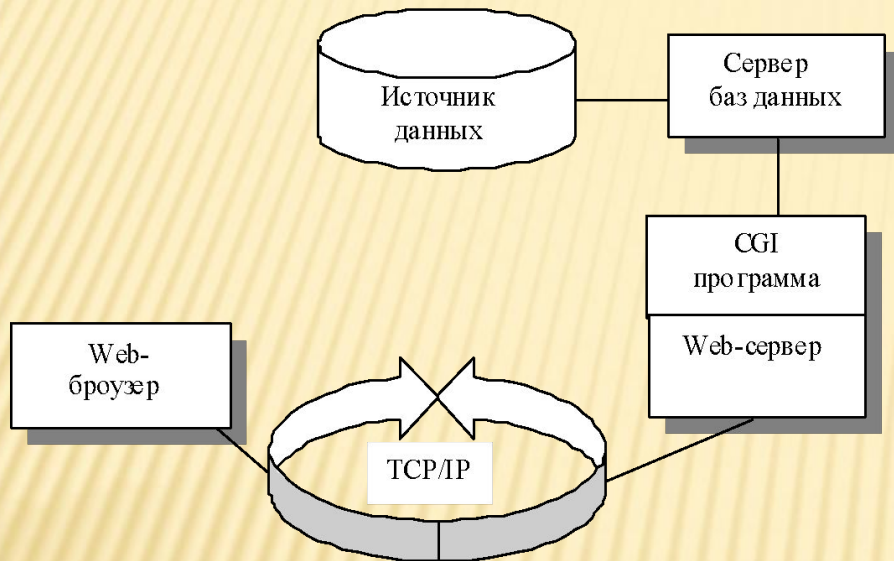 Источник
данных
Сервер
баз данных
CGI
программа
Web-сервер
Web-
броузер
TCP/IP